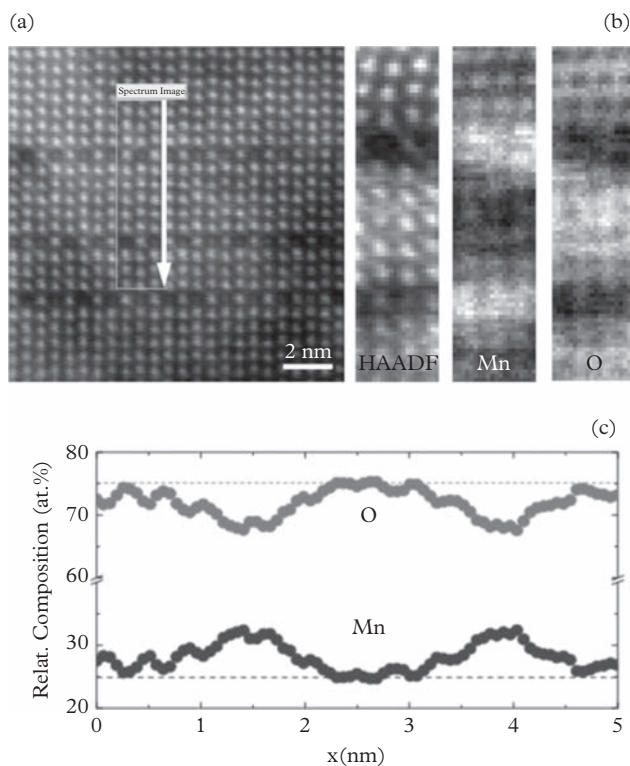 (a)
(b)
Spectrum Image
2 nm
HAADF
Mn
O
(c)
80
70
60
30
20
O
Mn
Relat. Composition (at.%)
0 1 2 3 4 5
x(nm)